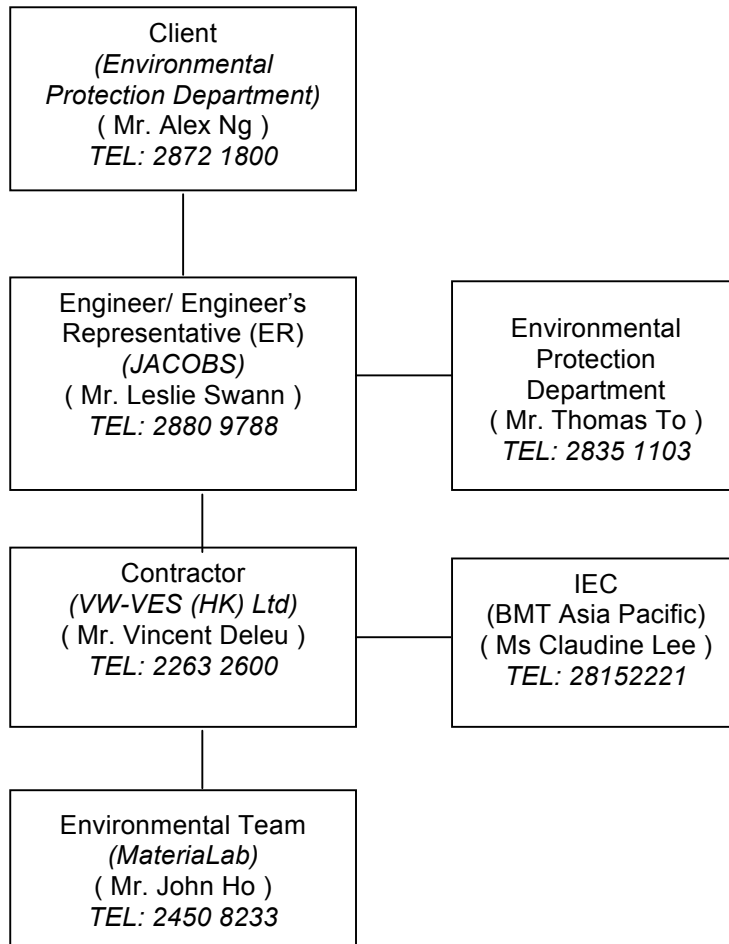 Client
(Environmental
Protection Department)
( Mr. Alex Ng )
TEL: 2872 1800
Engineer/ Engineer’s
Representative (ER)
(JACOBS)
( Mr. Leslie Swann )
TEL: 2880 9788
Environmental
Protection
Department
( Mr. Thomas To )
TEL: 2835 1103
Contractor
(VW-VES (HK) Ltd)
( Mr. Vincent Deleu )
TEL: 2263 2600
IEC
(BMT Asia Pacific)
( Ms Claudine Lee )
TEL: 28152221
Environmental Team
(MateriaLab)
( Mr. John Ho )
TEL: 2450 8233